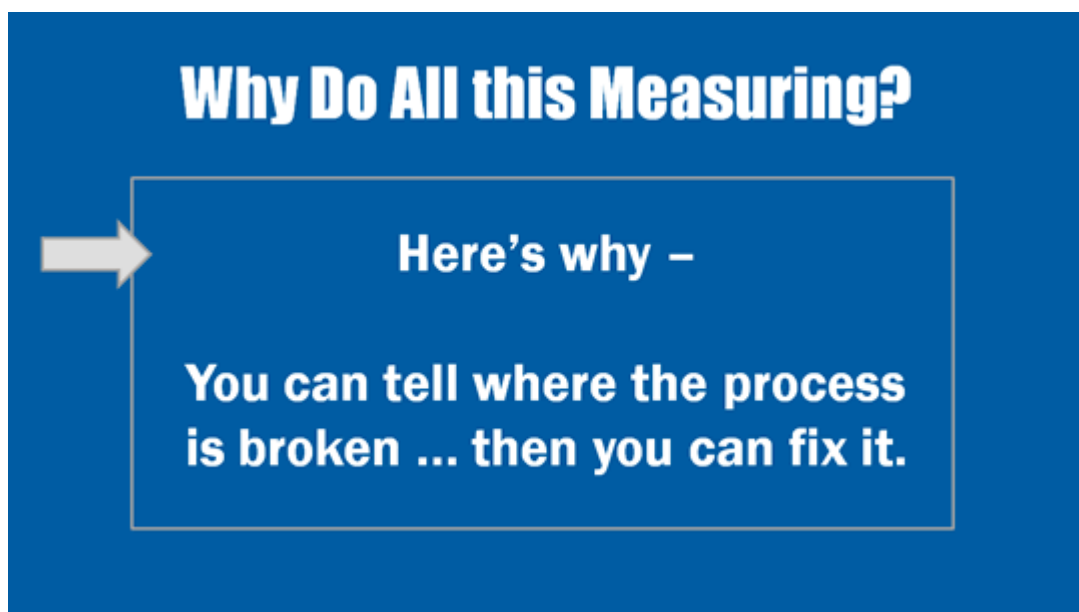 Why Do All this Measuring?
Here’s why –
You can tell where the process
is broken ... then you can fix it.